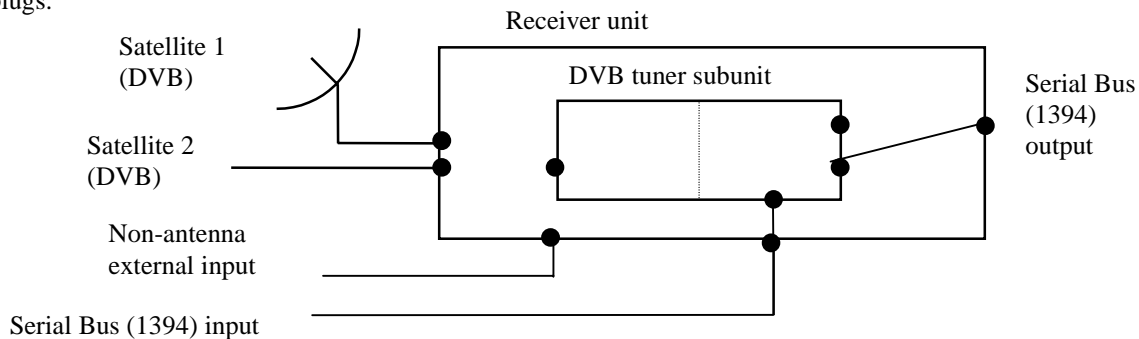 Receiver unit
Satellite 1
(DVB)
DVB tuner subunit
Serial Bus
(1394)
output
Satellite 2
(DVB)
Non-antenna
external input
Serial Bus (1394) input